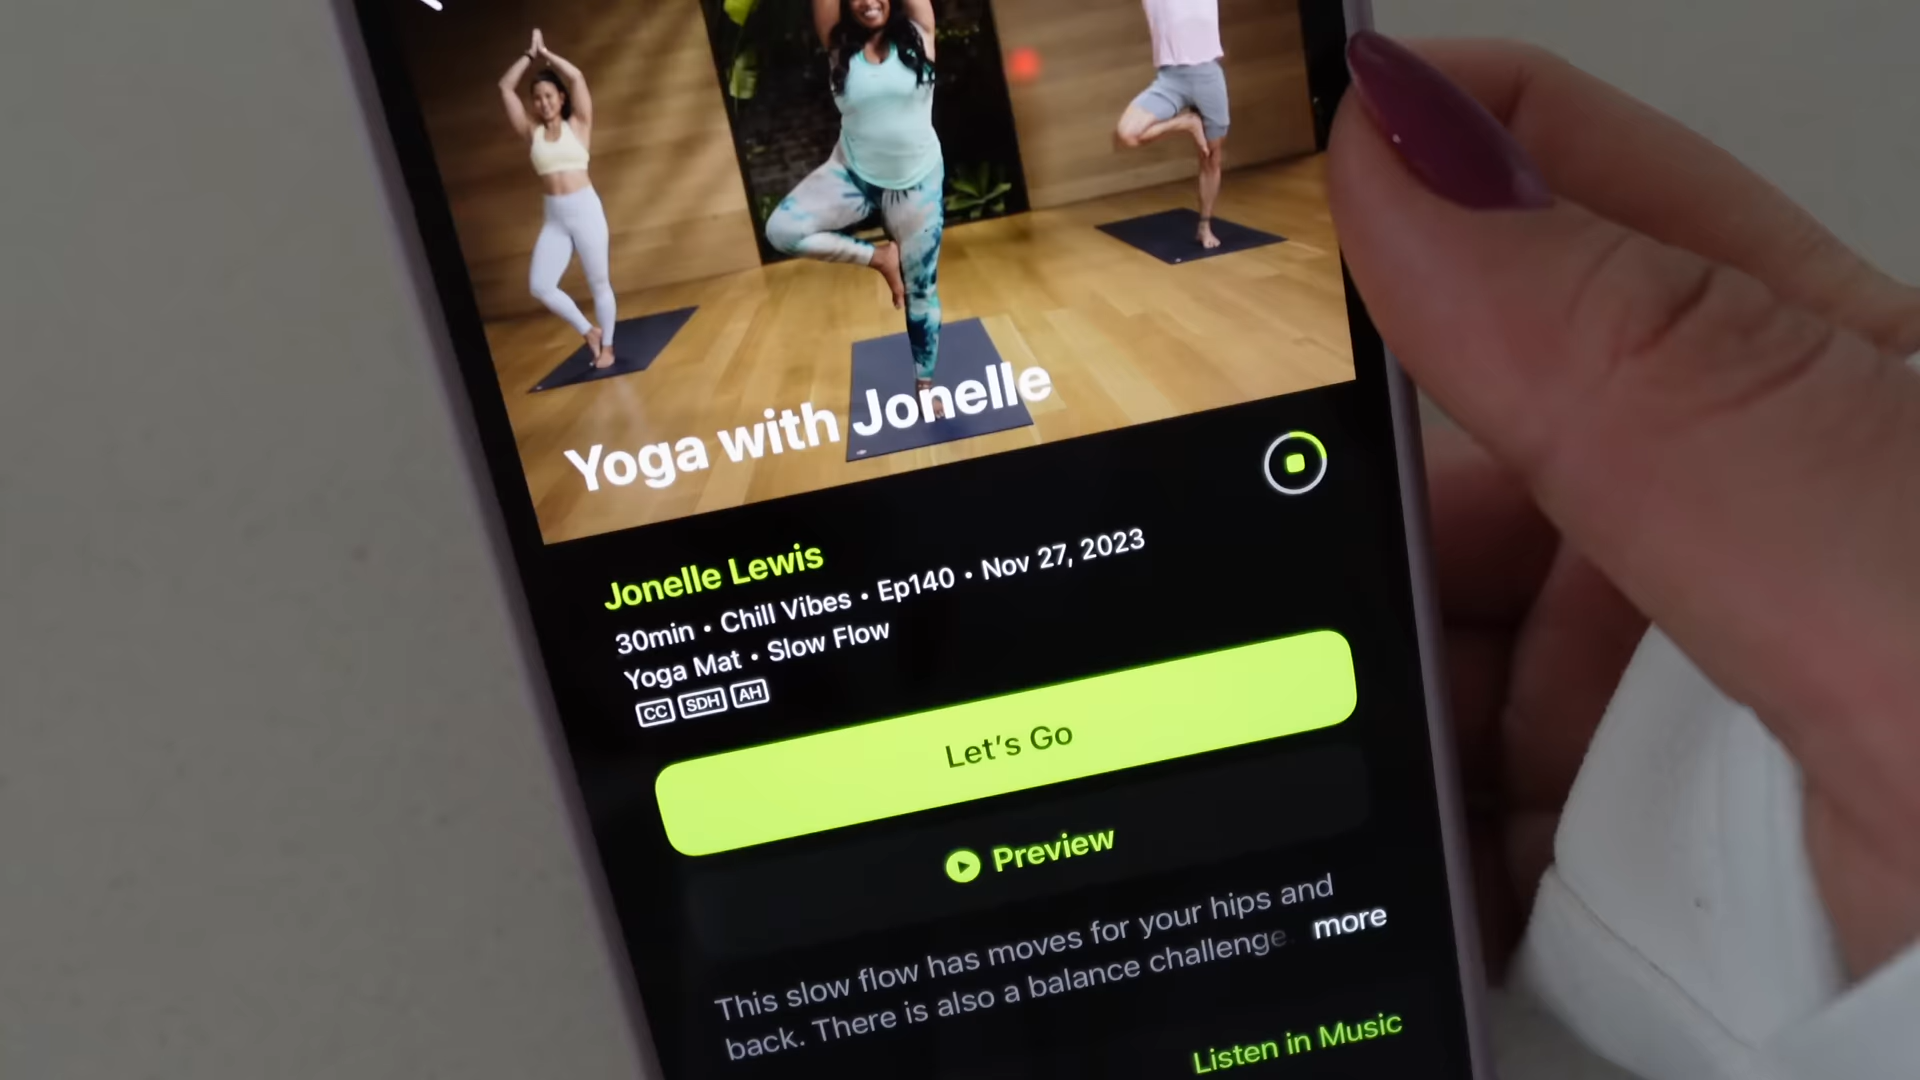 Yoga with Jonelle
Jonelle Lewis
30min • Chill Vibes • Ep140 • Nov 27, 2023
Yoga Mat • Slow Flow
CC SDH AH
Let's Go
Preview
This slow flow has moves for your hips and
back. There is also a balance challenge. more
Listen in Music